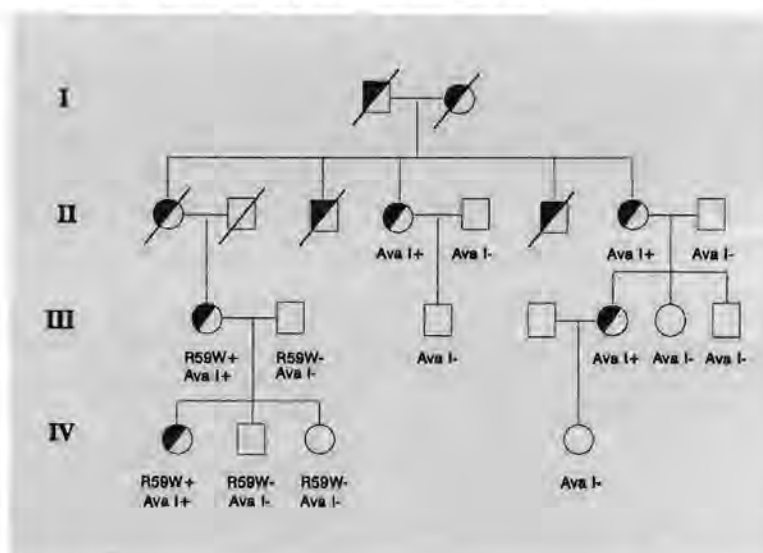 I
II
Ava I+ Ava I- Ava I+ Ava I-
III
R59W+ R59W- Ava I- Ava I+ Ava I- Ava I-
Ava I+ Ava I-
IV
R59W+ R59W- R59W- Ava I-
Ava I+ Ava I- Ava I-